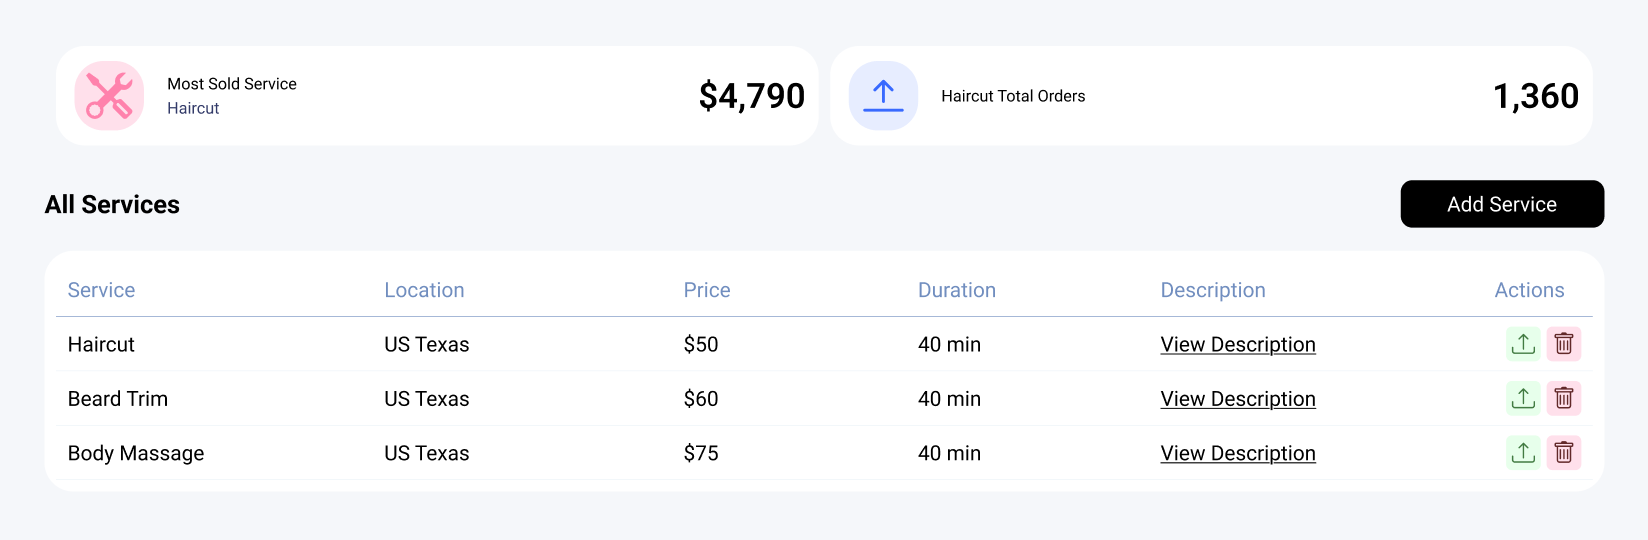 Most Sold Service
Haircut
$4,790
Haircut Total Orders
1,360
All Services
Add Service
Service Location Price Duration Description Actions
Haircut US Texas $50 40 min View Description
Beard Trim US Texas $60 40 min View Description
Body Massage US Texas $75 40 min View Description